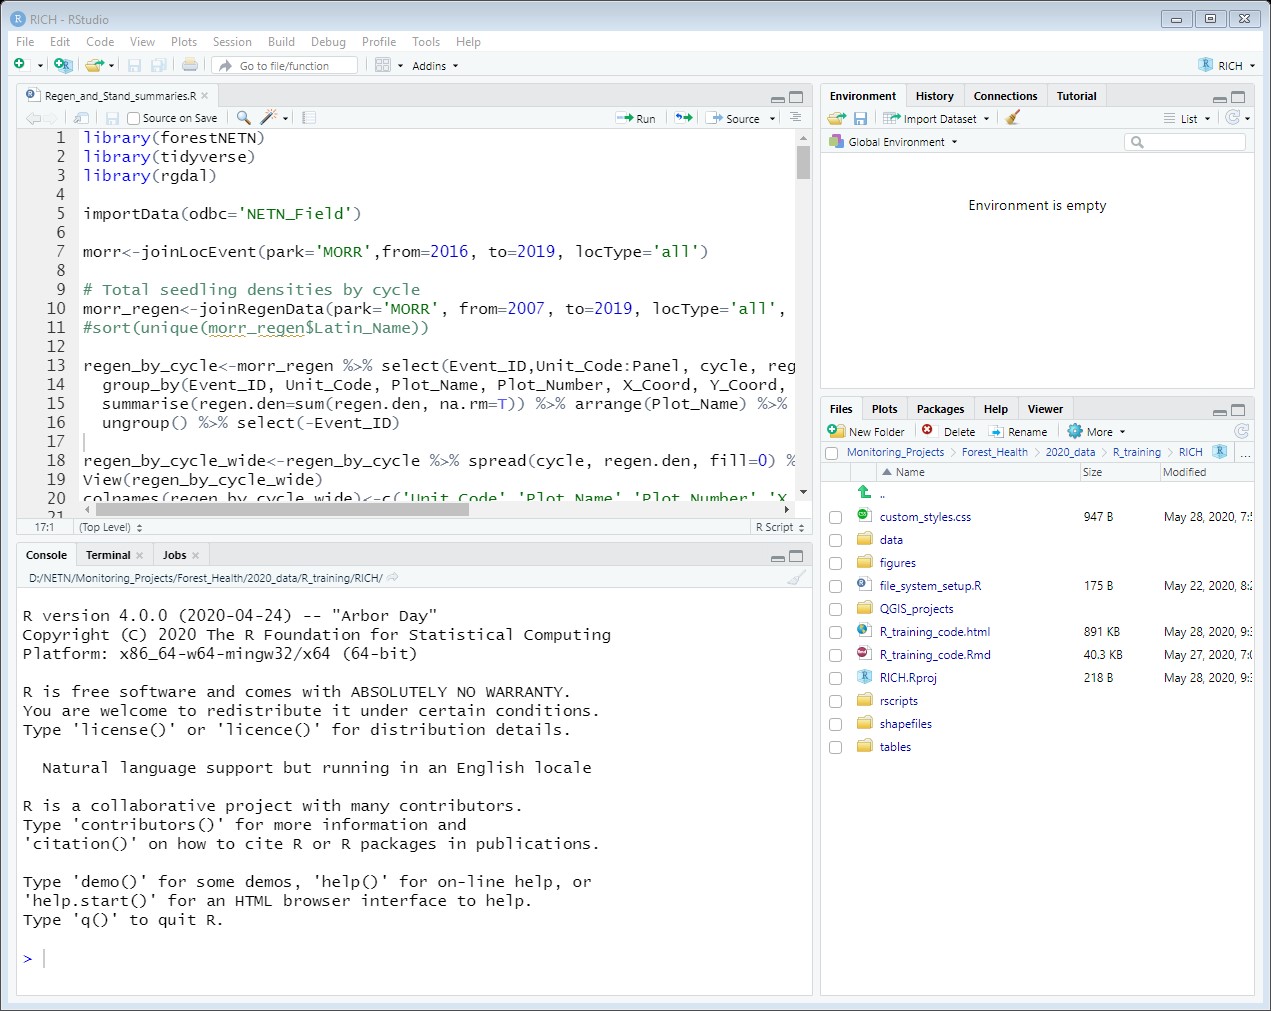 RICH - RStudio
File Edit Code View Plots Session Build Debug Profile Tools Help
Go to file/function Addins RICH
Regen_and_Stand_summaries.R
Source on Save Run Source
1 library(forestNETN)
2 library(tidyverse)
3 library(rgdal)
4
5 importData(odbc='NETN_Field')
6
7 morr<-joinLocEvent(park='MORR',from=2016, to=2019, locType='all')
8
9 # Total seedling densities by cycle
10 morr_regen<-joinRegenData(park='MORR', from=2007, to=2019, locType='all',
11 #sort(unique(morr_regen$Latin_Name))
12
13 regen_by_cycle<-morr_regen %>% select(Event_ID,Unit_Code:Panel, cycle, reg
14 group_by(Event_ID, Unit_Code, Plot_Name, Plot_Number, X_Coord, Y_Coord,
15 summarise(regen.den=sum(regen.den, na.rm=T)) %>% arrange(Plot_Name) %>%
16 ungroup() %>% select(-Event_ID)
17
18 regen_by_cycle_wide<-regen_by_cycle %>% spread(cycle, regen.den, fill=0) %
19 View(regen_by_cycle_wide)
20 colnames(regen_by_cycle_wide)<-c('Unit_Code','Plot_Name','Plot_Number','X
21
17:1 (Top Level) R Script
Console Terminal Jobs
D:/NETN/Monitoring_Projects/Forest_Health/2020_data/R_training/RICH/
R version 4.0.0 (2020-04-24) -- "Arbor Day"
Copyright (C) 2020 The R Foundation for Statistical Computing
Platform: x86_64-w64-mingw32/x64 (64-bit)
R is free software and comes with ABSOLUTELY NO WARRANTY.
You are welcome to redistribute it under certain conditions.
Type 'license()' or 'licence()' for distribution details.
Natural language support but running in an English locale
R is a collaborative project with many contributors.
Type 'contributors()' for more information and
'citation()' on how to cite R or R packages in publications.
Type 'demo()' for some demos, 'help()' for on-line help, or
'help.start()' for an HTML browser interface to help.
Type 'q()' to quit R.
>
Environment History Connections Tutorial
Import Dataset List
Global Environment
Environment is empty
Files Plots Packages Help Viewer
New Folder Delete Rename More
Monitoring_Projects Forest_Health 2020_data R_training RICH ...
Name Size Modified
..
custom_styles.css 947 B May 28, 2020, 7:5
data
figures
file_system_setup.R 175 B May 22, 2020, 8:2
QGIS_projects
R_training_code.html 891 KB May 28, 2020, 9:3
R_training_code.Rmd 40.3 KB May 27, 2020, 7:0
RICH.Rproj 218 B May 28, 2020, 9:3
rscripts
shapefiles
tables